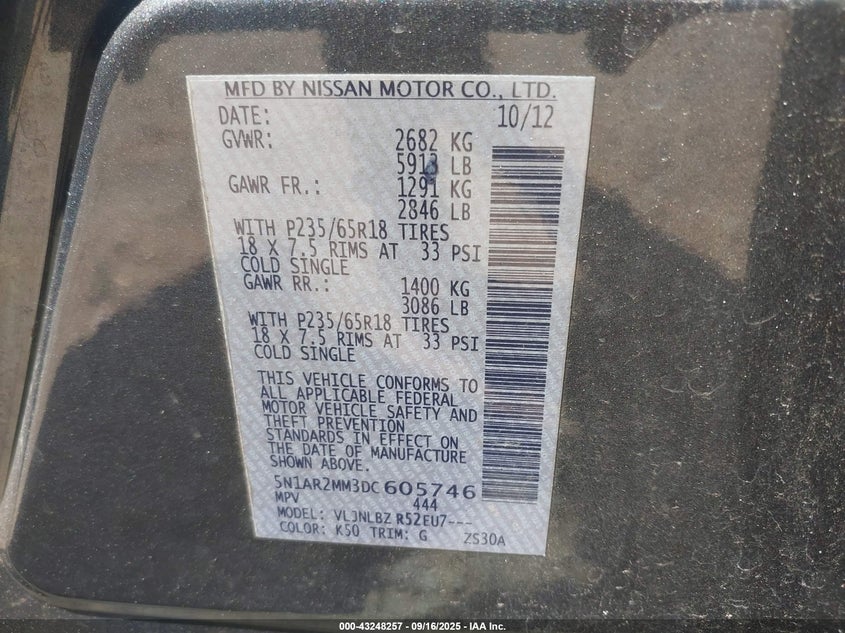 MFD BY NISSAN MOTOR CO., LTD.
DATE: 10/12
GVWR: 2682 KG
5913 LB
GAWR FR.: 1291 KG
2846 LB
WITH P235/65R18 TIRES
18 X 7.5 RIMS AT 33 PSI
COLD SINGLE
GAWR RR.: 1400 KG
3086 LB
WITH P235/65R18 TIRES
18 X 7.5 RIMS AT 33 PSI
COLD SINGLE
THIS VEHICLE CONFORMS TO
ALL APPLICABLE FEDERAL
MOTOR VEHICLE SAFETY AND
THEFT PREVENTION
STANDARDS IN EFFECT ON
THE DATE OF MANUFACTURE
SHOWN ABOVE.
5N1AR2MM3DC605746
MPV 444
MODEL: VLJNLBZ R52EU7---
COLOR: K50 TRIM: G ZS30A
000-43248257 - 09/16/2025 - IAA Inc.